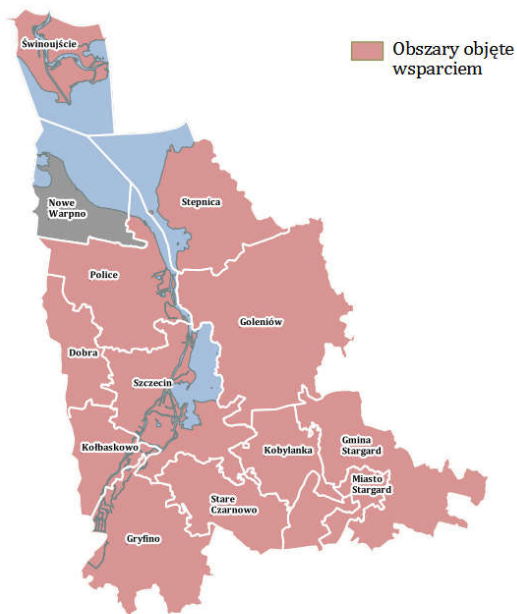 Świnoujście
Obszary objęte
wsparciem
Nowe
Warpno
Stepnica
Police
Goleniów
Dobra
Szczecin
Kołbaskowo
Kobylanka
Gmina
Stargard
Miasto
Stargard
Stare
Czarnowo
Gryfino